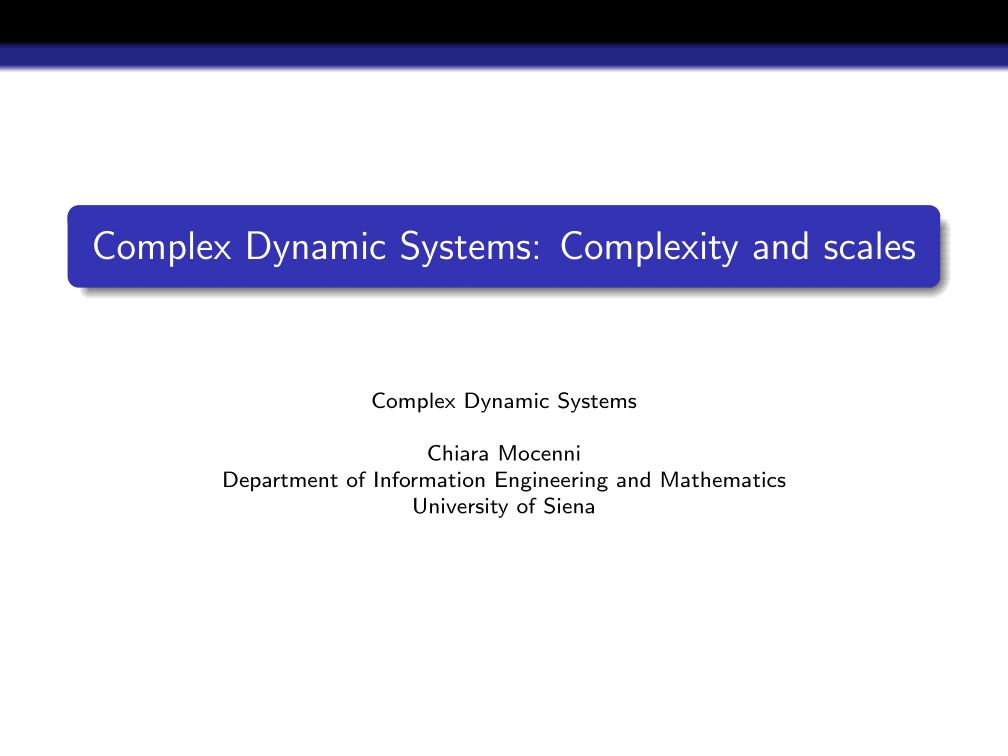 Complex Dynamic Systems: Complexity and scales
Complex Dynamic Systems
Chiara Mocenni
Department of Information Engineering and Mathematics
University of Siena